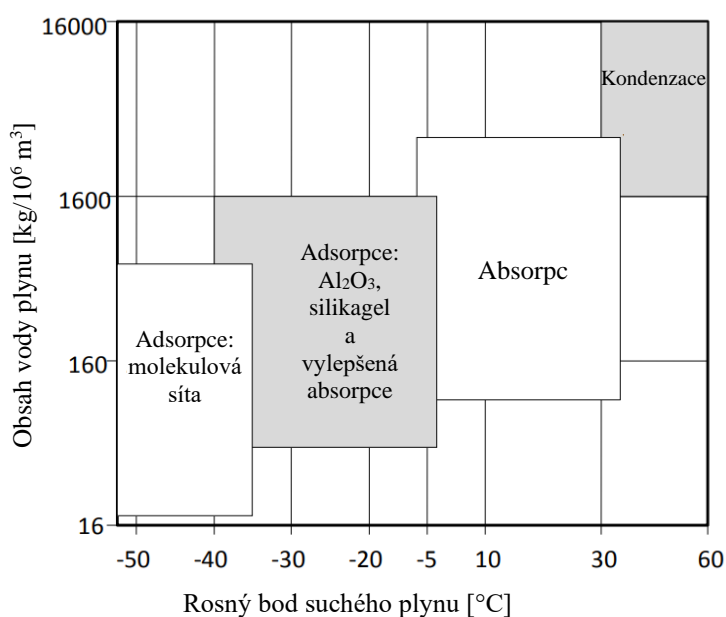 16000
Kondenzace
1600
Obsah vody plynu [kg/10⁶ m³]
Adsorpce:
Al₂O₃,
silikagel
a
vylepšená
absorpce
Absorpc
Adsorpce:
molekulová
síta
160
16
-50 -40 -30 -20 -5 10 30 60
Rosný bod suchého plynu [°C]